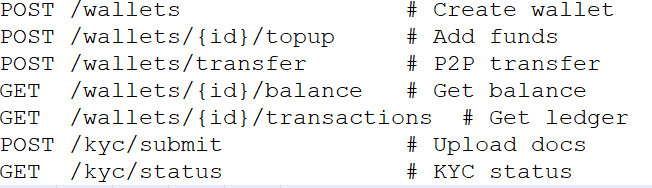 POST /wallets                # Create wallet
POST /wallets/{id}/topup     # Add funds
POST /wallets/transfer       # P2P transfer
GET  /wallets/{id}/balance   # Get balance
GET  /wallets/{id}/transactions  # Get ledger
POST /kyc/submit             # Upload docs
GET  /kyc/status             # KYC status